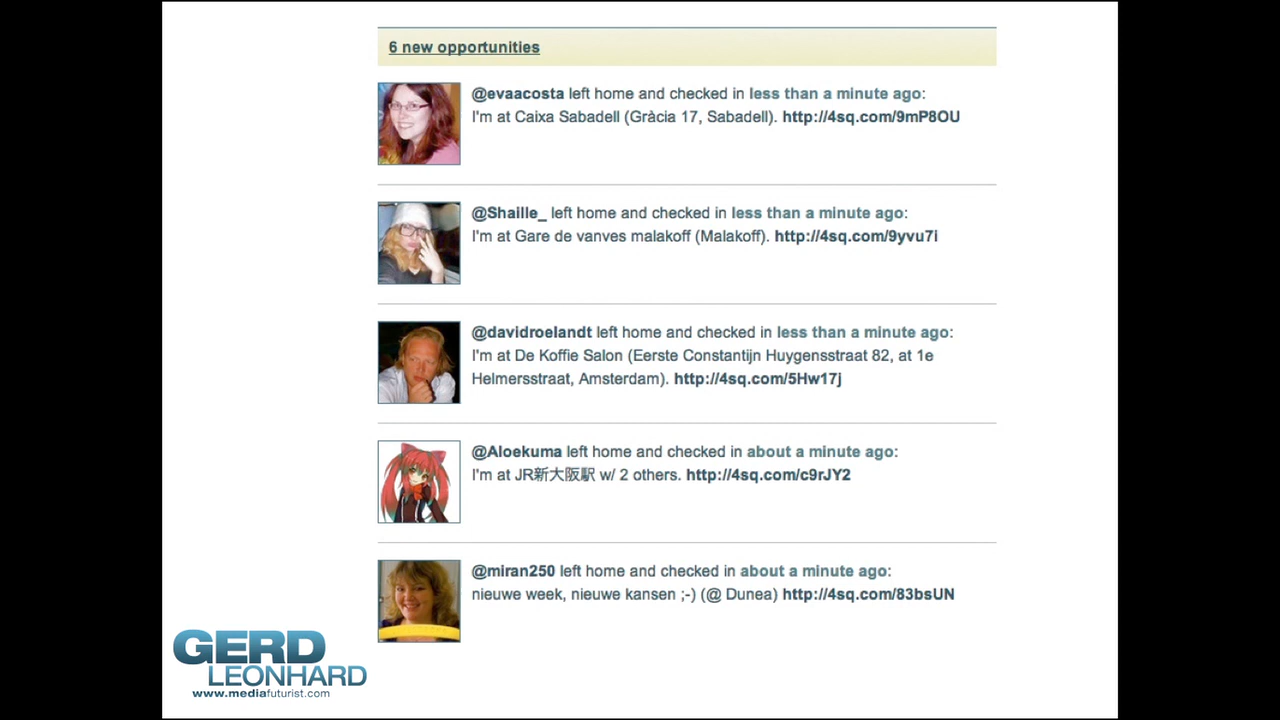 6 new opportunities
@evaacosta left home and checked in less than a minute ago:
I'm at Caixa Sabadell (Gràcia 17, Sabadell). http://4sq.com/9mP8OU
@Shaille_ left home and checked in less than a minute ago:
I'm at Gare de vanves malakoff (Malakoff). http://4sq.com/9yvu7i
@davidroelandt left home and checked in less than a minute ago:
I'm at De Koffie Salon (Eerste Constantijn Huygensstraat 82, at 1e
Helmersstraat, Amsterdam). http://4sq.com/5Hw17j
@Aloekuma left home and checked in about a minute ago:
I'm at JR新大阪駅 w/ 2 others. http://4sq.com/c9rJY2
@miran250 left home and checked in about a minute ago:
nieuwe week, nieuwe kansen ;-) (@ Dunea) http://4sq.com/83bsUN
GERD
LEONHARD
www.mediafuturist.com